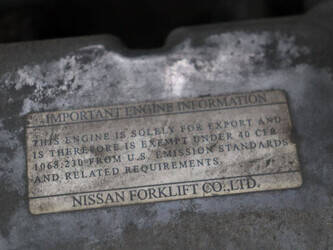 IMPORTANT ENGINE INFORMATION
THIS ENGINE IS SOLELY FOR EXPORT AND
IS THEREFORE IS EXEMPT UNDER 40 CFR
1068.230 FROM U.S. EMISSION STANDARDS
AND RELATED REQUIREMENTS.
NISSAN FORKLIFT CO.,LTD.